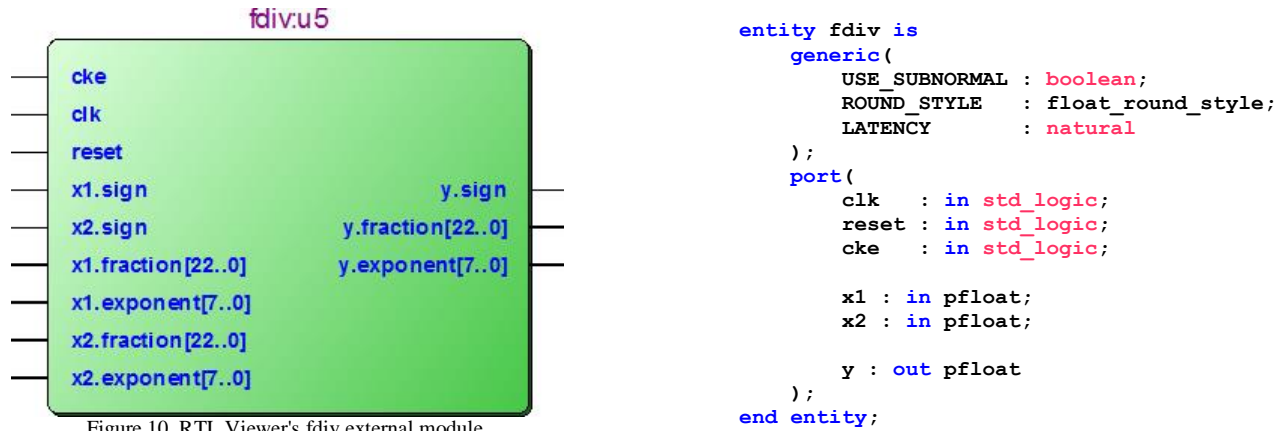 fdiv:u5
cke
clk
reset
x1.sign
x2.sign
x1.fraction[22..0]
x1.exponent[7..0]
x2.fraction[22..0]
x2.exponent[7..0]
y.sign
y.fraction[22..0]
y.exponent[7..0]
Figure 10. RTL Viewer's fdiv external module
entity fdiv is
generic(
USE_SUBNORMAL : boolean;
ROUND_STYLE : float_round_style;
LATENCY : natural
);
port(
clk : in std_logic;
reset : in std_logic;
cke : in std_logic;
x1 : in pfloat;
x2 : in pfloat;
y : out pfloat
);
end entity;